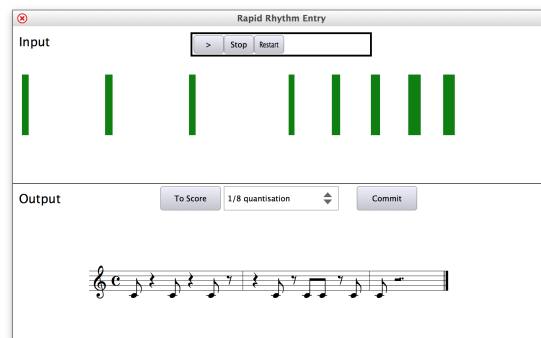 Rapid Rhythm Entry
Input
> Stop Restart
Output
To Score 1/8 quantisation Commit